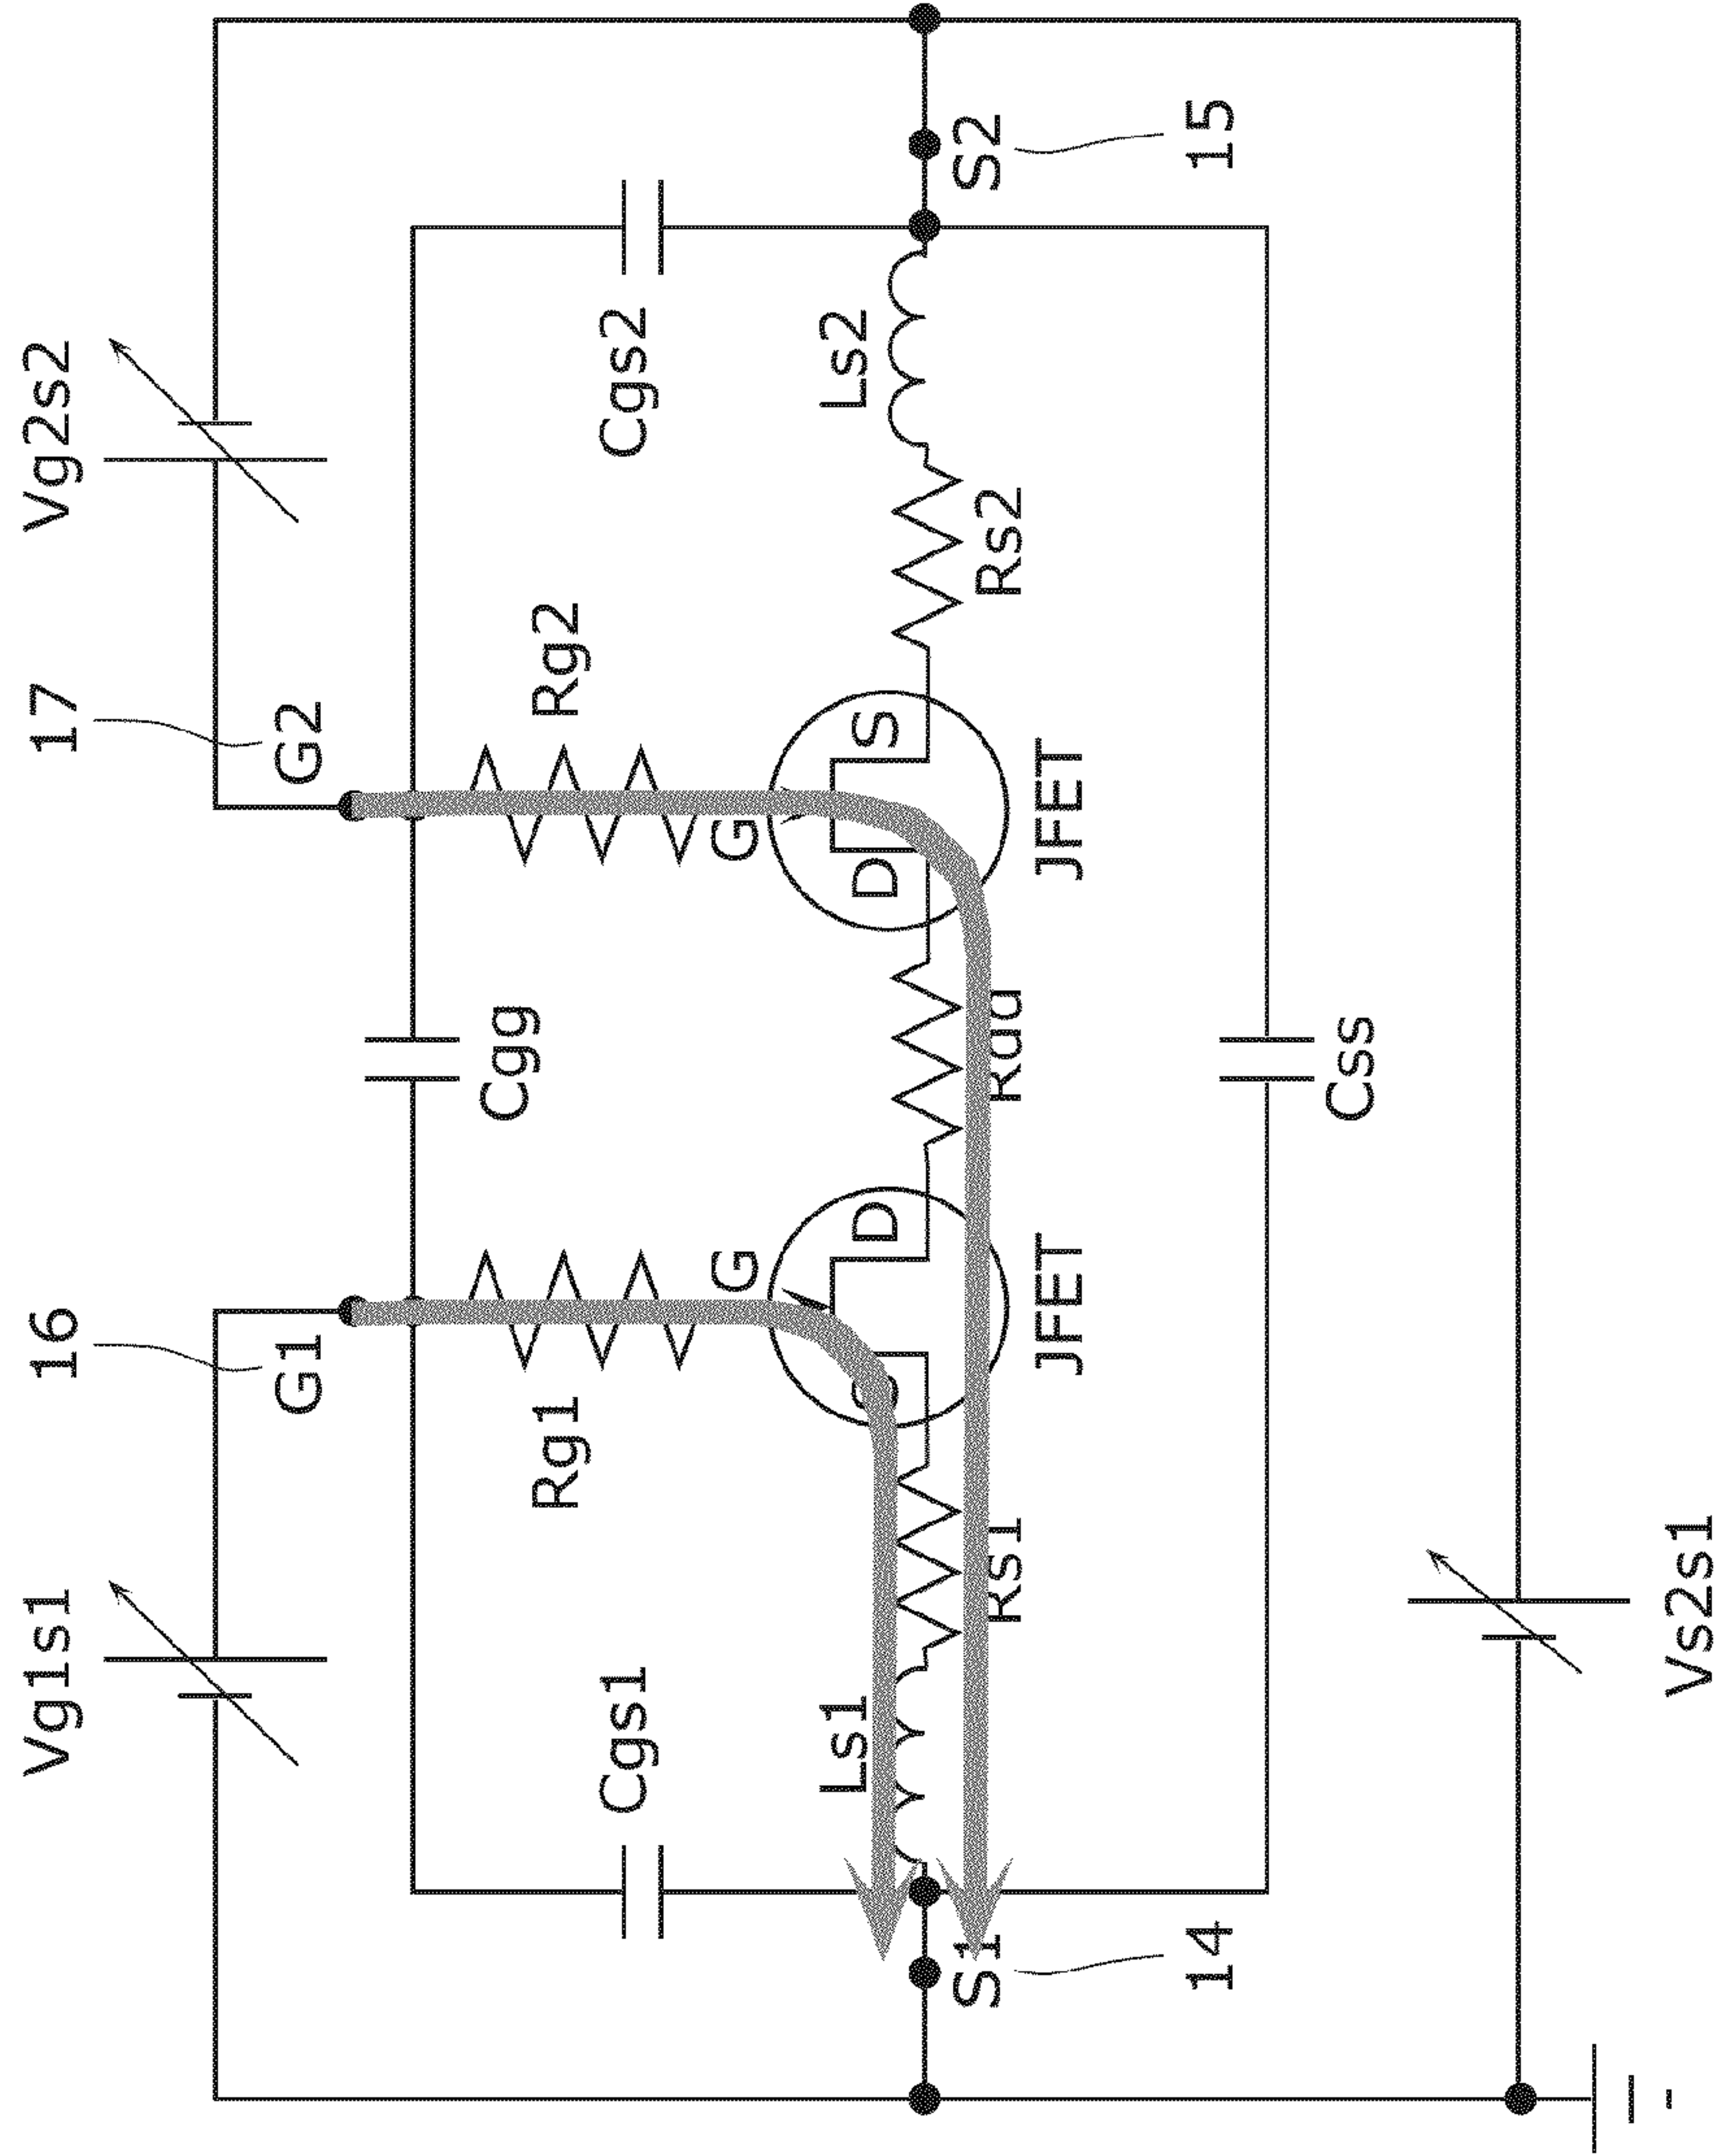 Vg1s1
16
17
Vg2s2
G1
G2
Cgg
Rg1
Rg2
Cgs1
Cgs2
G
G
Ls1
Ls2
D
D
S
S1
Rs1
Rdd
Rs2
S2
JFET
JFET
14
15
Css
Vs2s1